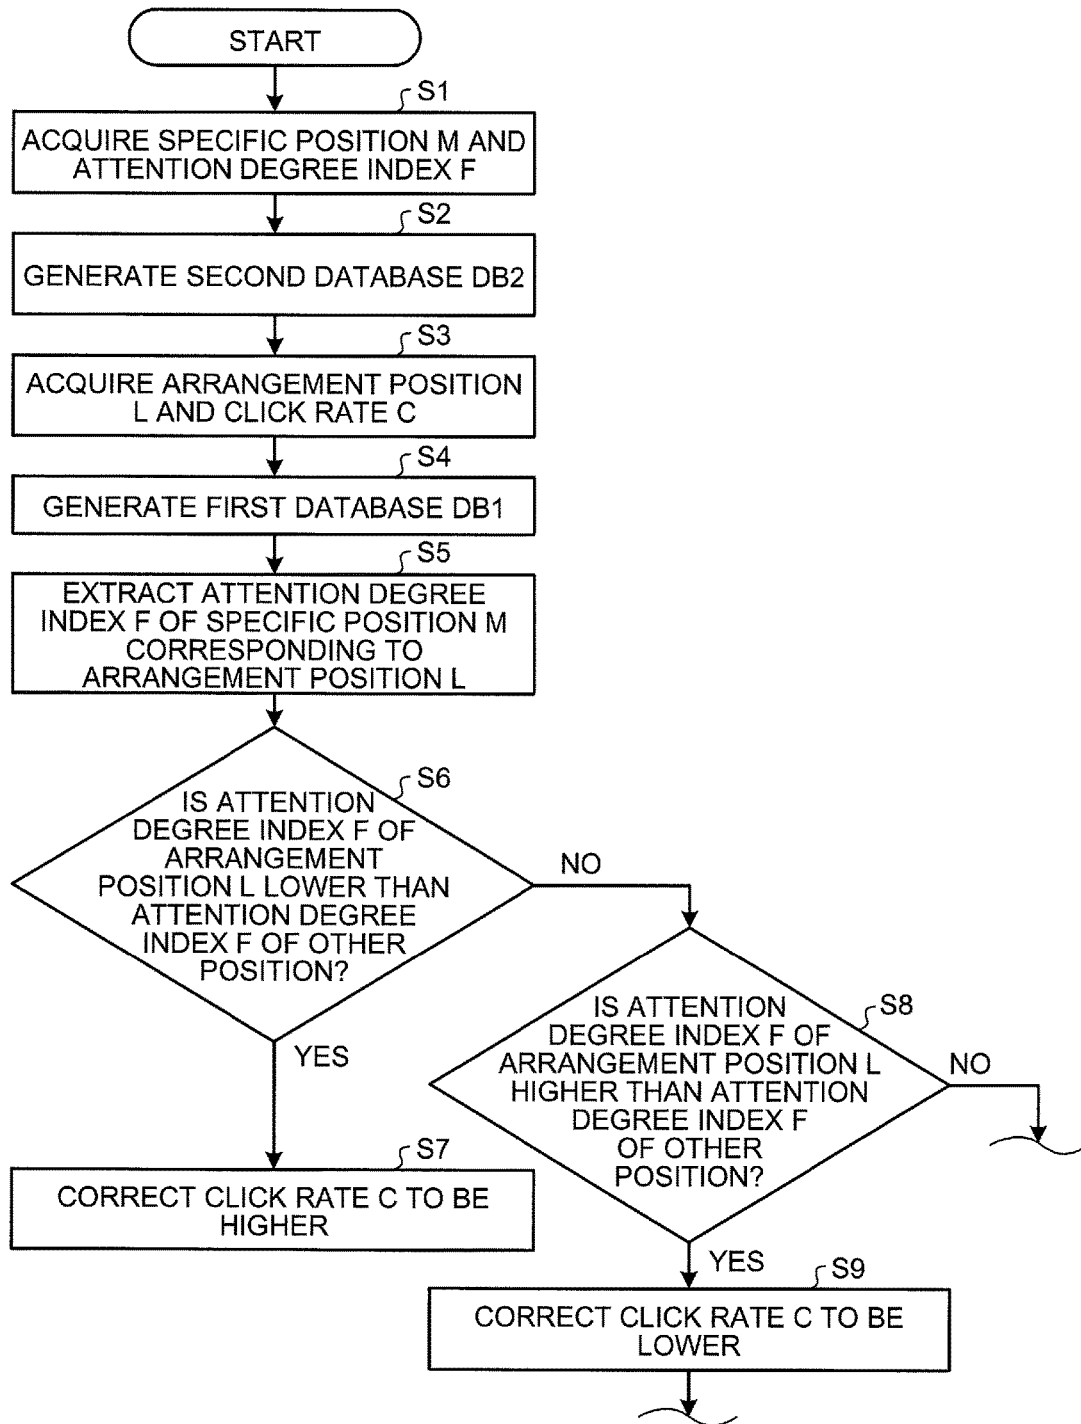 START
S1
ACQUIRE SPECIFIC POSITION M AND
ATTENTION DEGREE INDEX F
S2
GENERATE SECOND DATABASE DB2
S3
ACQUIRE ARRANGEMENT POSITION
L AND CLICK RATE C
S4
GENERATE FIRST DATABASE DB1
S5
EXTRACT ATTENTION DEGREE
INDEX F OF SPECIFIC POSITION M
CORRESPONDING TO
ARRANGEMENT POSITION L
S6
IS ATTENTION
DEGREE INDEX F OF
ARRANGEMENT
POSITION L LOWER THAN
ATTENTION DEGREE
INDEX F OF OTHER
POSITION?
NO
YES
S7
CORRECT CLICK RATE C TO BE
HIGHER
S8
IS ATTENTION
DEGREE INDEX F OF
ARRANGEMENT POSITION L
HIGHER THAN ATTENTION
DEGREE INDEX F
OF OTHER
POSITION?
NO
YES
S9
CORRECT CLICK RATE C TO BE
LOWER